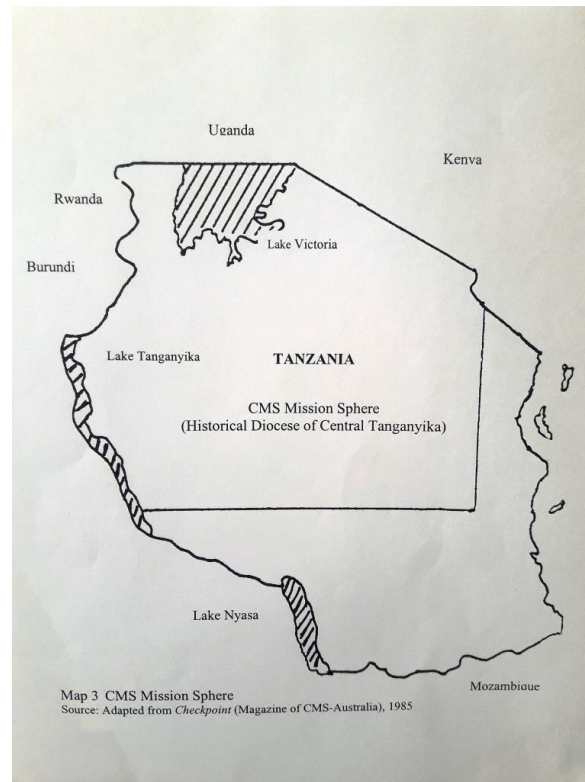 Uganda
Kenya
Rwanda
Lake Victoria
Burundi
Lake Tanganyika
TANZANIA
CMS Mission Sphere
(Historical Diocese of Central Tanganyika)
Lake Nyasa
Mozambique
Map 3 CMS Mission Sphere
Source: Adapted from Checkpoint (Magazine of CMS-Australia), 1985